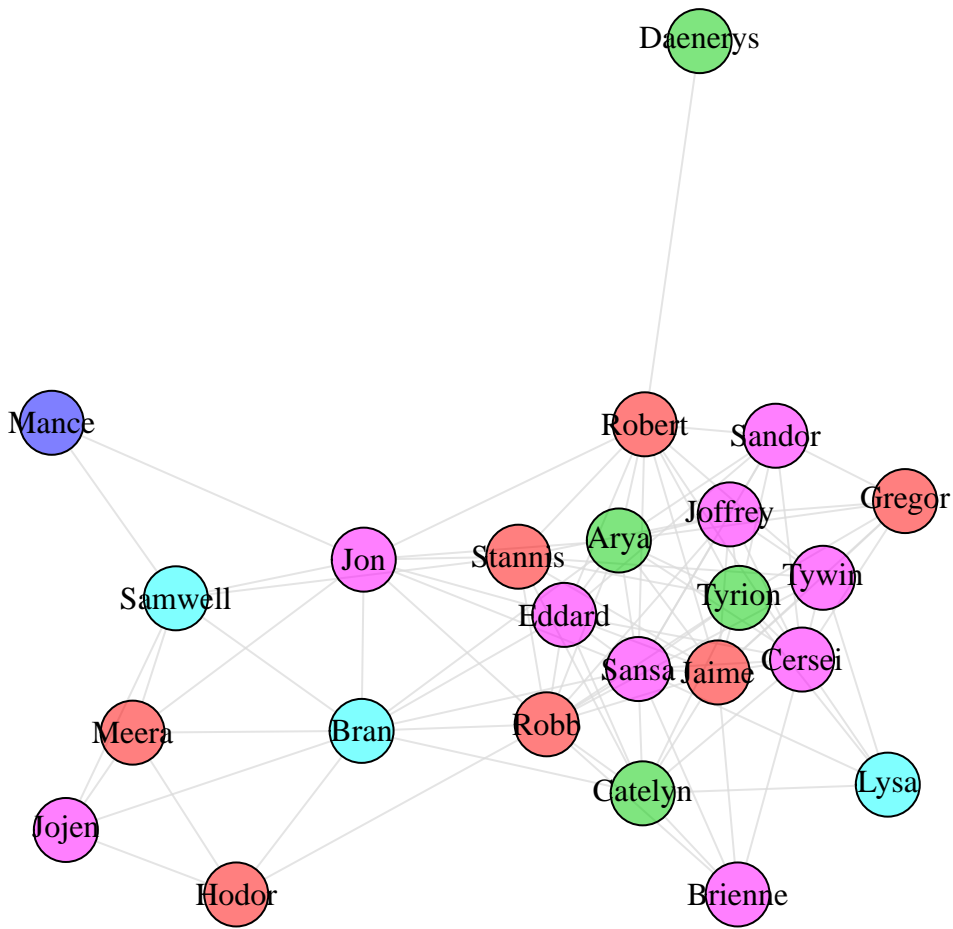 Daenerys
Mance
Robert
Sandor
Gregor
Joffrey
Arya
Stannis
Jon
Tywin
Tyrion
Samwell
Eddard
Cersei
Sansa
Jaime
Robb
Bran
Meera
Lysa
Catelyn
Jojen
Hodor
Brienne